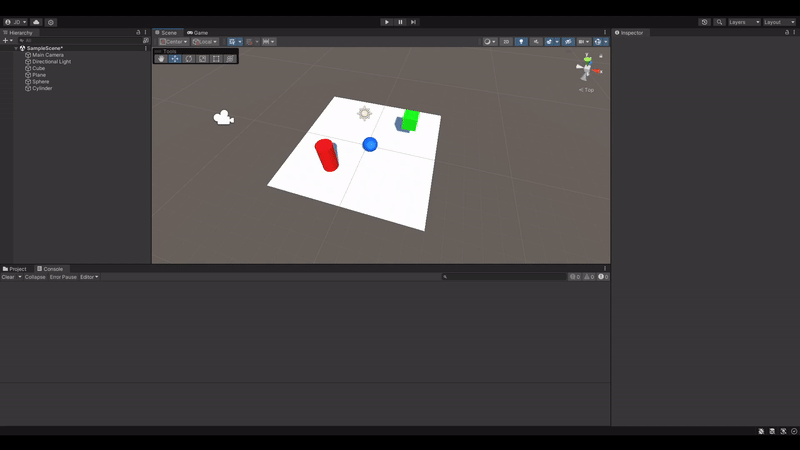 JD
Layers
Layout
Hierarchy
Scene
Game
Inspector
All
Center
Local
2D
SampleScene*
Main Camera
Directional Light
Cube
Plane
Sphere
Cylinder
Tools
y
Top
Project
Console
Clear
Collapse
Error Pause
Editor
0
0
0